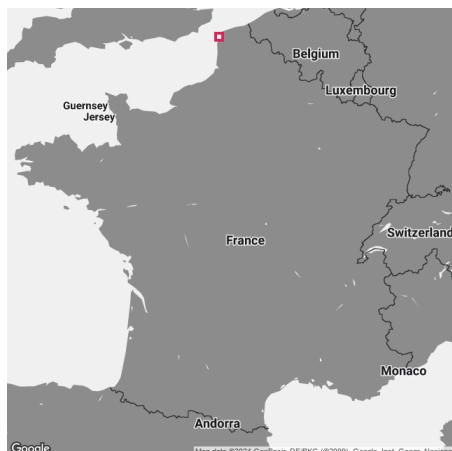 Belgium
Luxembourg
Guernsey
Jersey
France
Switzerland
Monaco
Andorra
Google